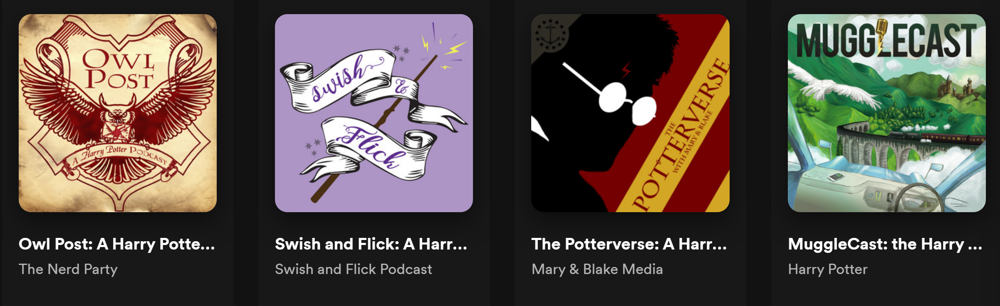 OWL
POST
A Harry Potter PODCAST
Owl Post: A Harry Potte...
The Nerd Party
swish
&
Flick
Swish and Flick: A Harr...
Swish and Flick Podcast
THE
POTTERVERSE
WITH MARY & BLAKE
The Potterverse: A Harr...
Mary & Blake Media
MUGGLECAST
MuggleCast: the Harry ...
Harry Potter